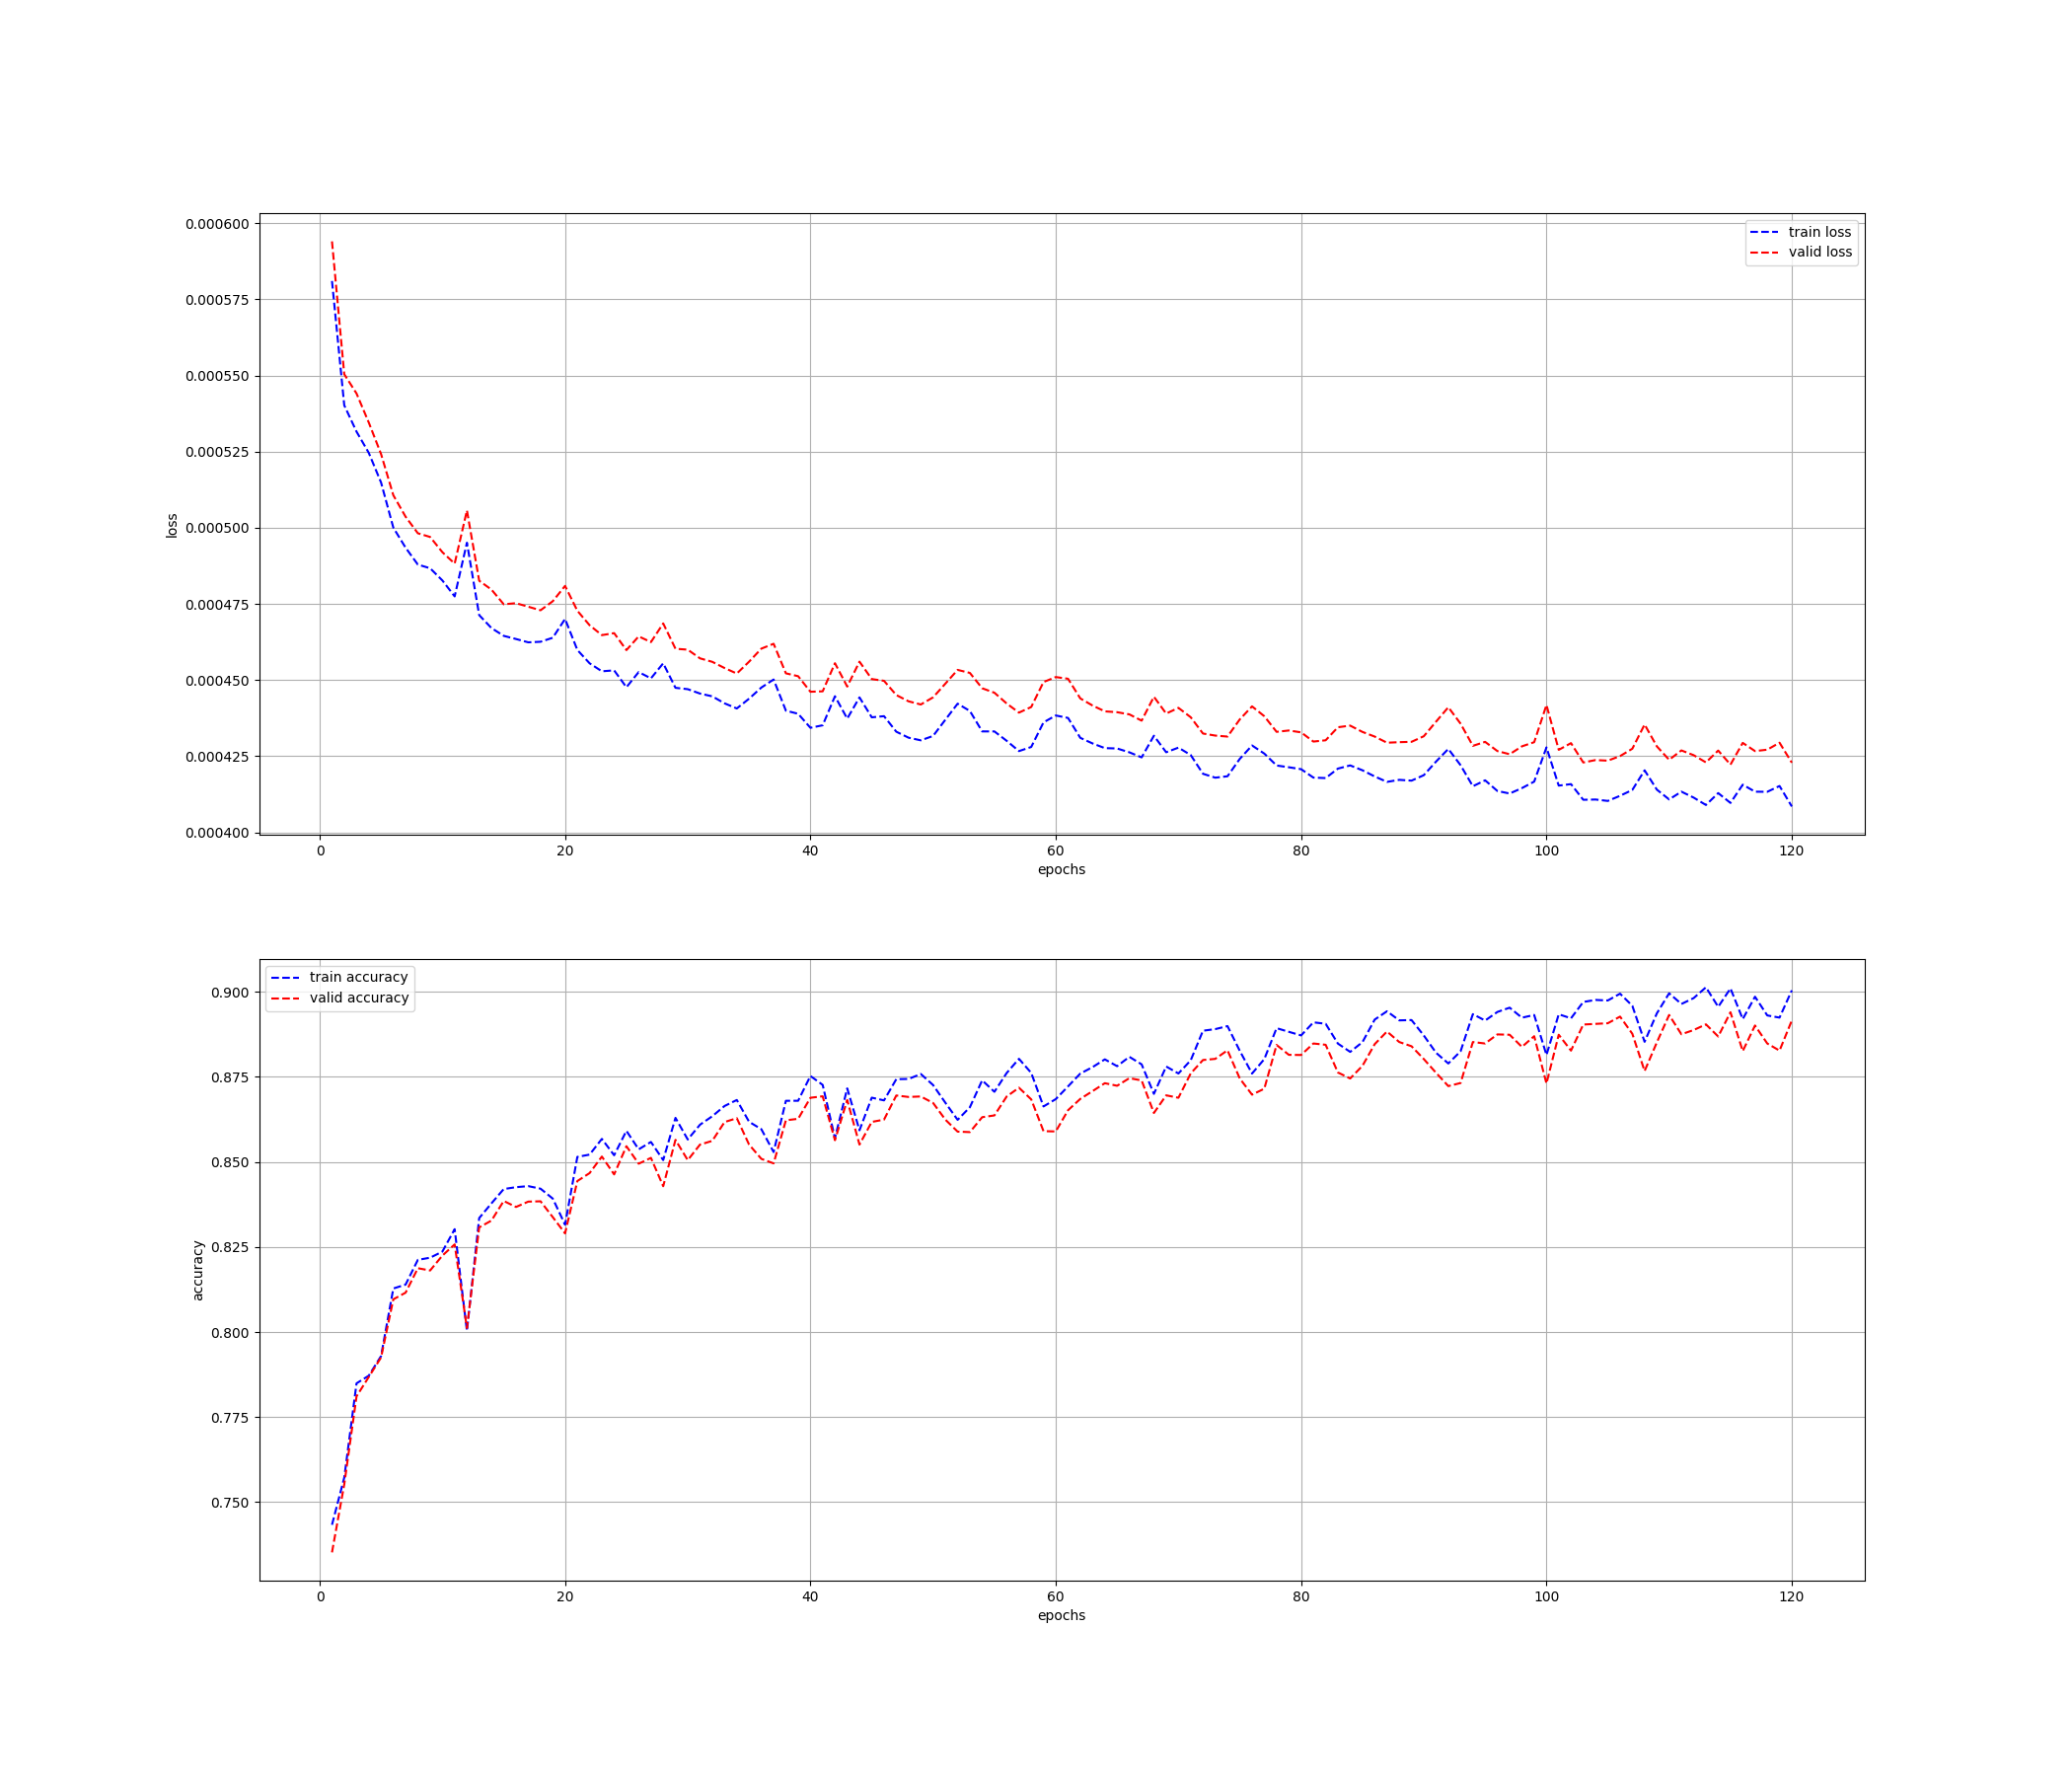 0.000600
train loss
valid loss
0.000575
0.000550
0.000525
0.000500
loss
0.000475
0.000450
0.000425
0.000400
0 20 40 60 80 100 120
epochs
train accuracy
valid accuracy
0.900
0.875
0.850
0.825
accuracy
0.800
0.775
0.750
0 20 40 60 80 100 120
epochs